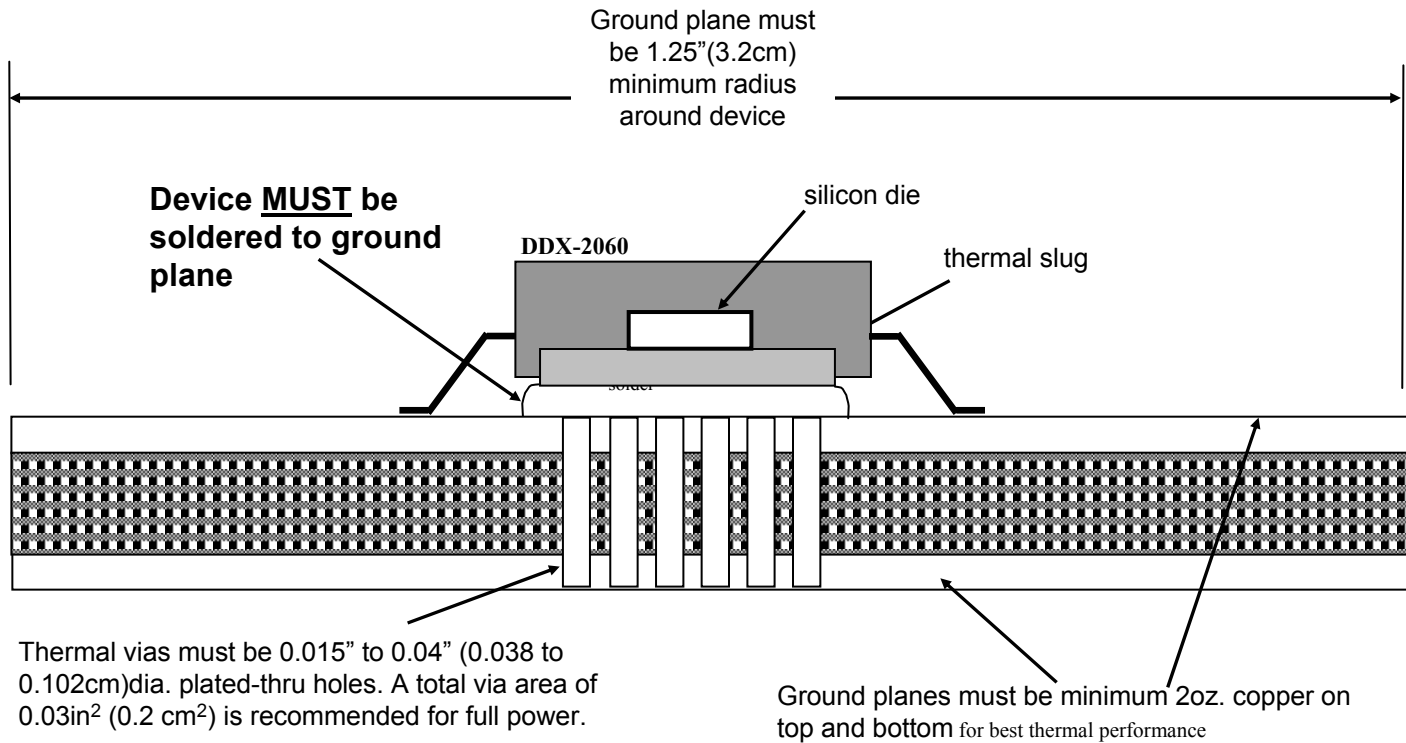 Ground plane must
be 1.25”(3.2cm)
minimum radius
around device
Device MUST be
soldered to ground
plane
silicon die
DDX-2060
thermal slug
solder
Thermal vias must be 0.015” to 0.04” (0.038 to
0.102cm)dia. plated-thru holes. A total via area of
0.03in² (0.2 cm²) is recommended for full power.
Ground planes must be minimum 2oz. copper on
top and bottom for best thermal performance